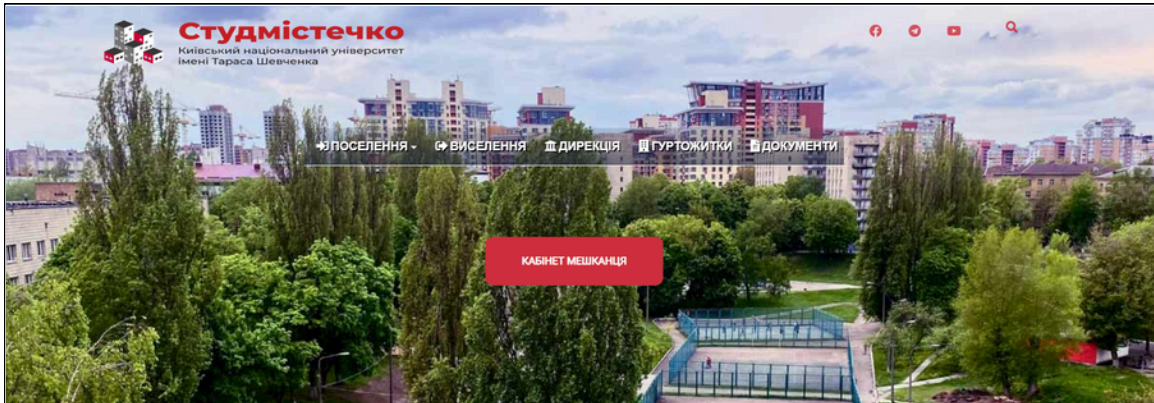 Студмістечко
Київський національний університет
імені Тараса Шевченка
ПОСЕЛЕННЯ
ВИСЕЛЕННЯ
ДИРЕКЦІЯ
ГУРТОЖИТКИ
ДОКУМЕНТИ
КАБІНЕТ МЕШКАНЦЯ